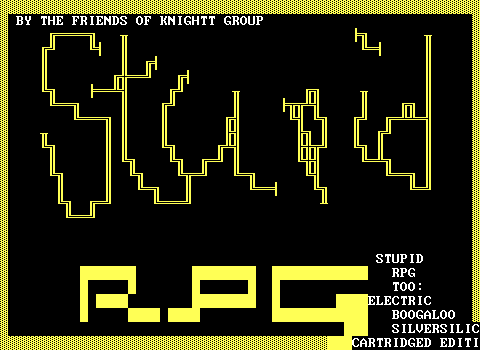 BY THE FRIENDS OF KNIGHTT GROUP
Stupid
RPG
STUPID
RPG
TOO:
ELECTRIC
BOOGALOO
SILVERSILIC
CARTRIDGED EDITI